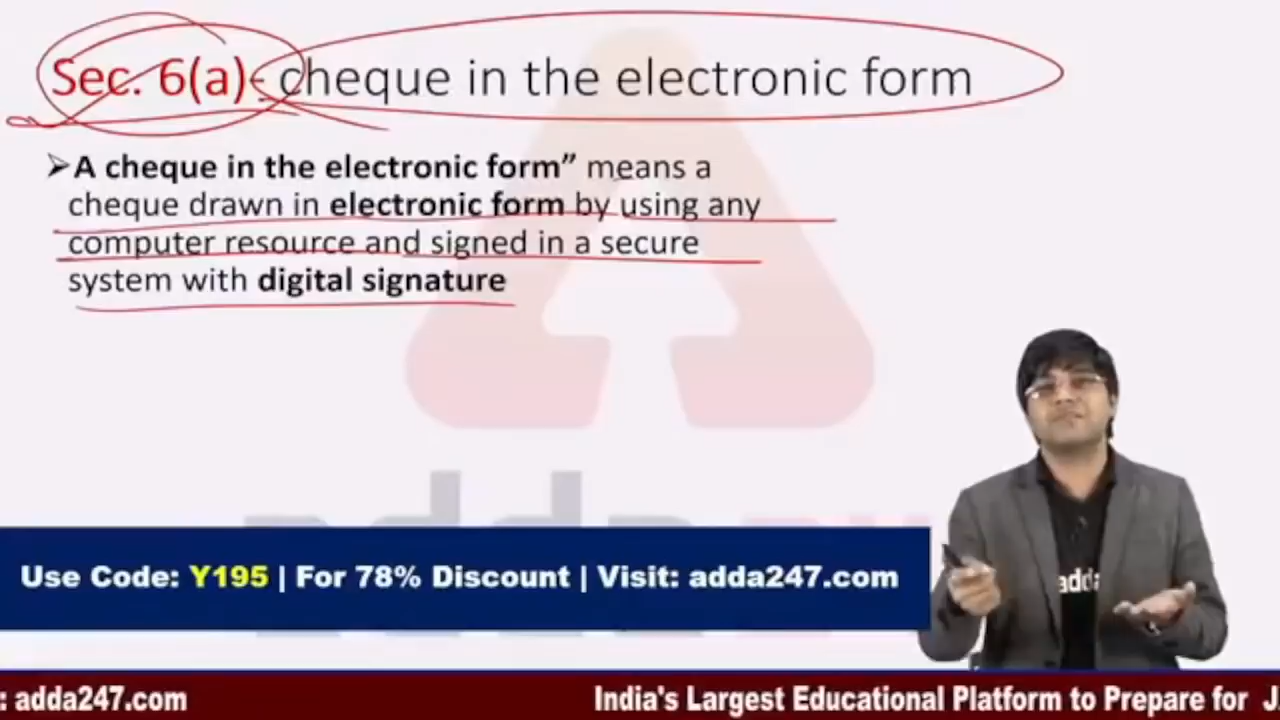 Sec. 6(a)- cheque in the electronic form
➢A cheque in the electronic form” means a
cheque drawn in electronic form by using any
computer resource and signed in a secure
system with digital signature
adda
Use Code: Y195 | For 78% Discount | Visit: adda247.com
: adda247.com
India's Largest Educational Platform to Prepare for J